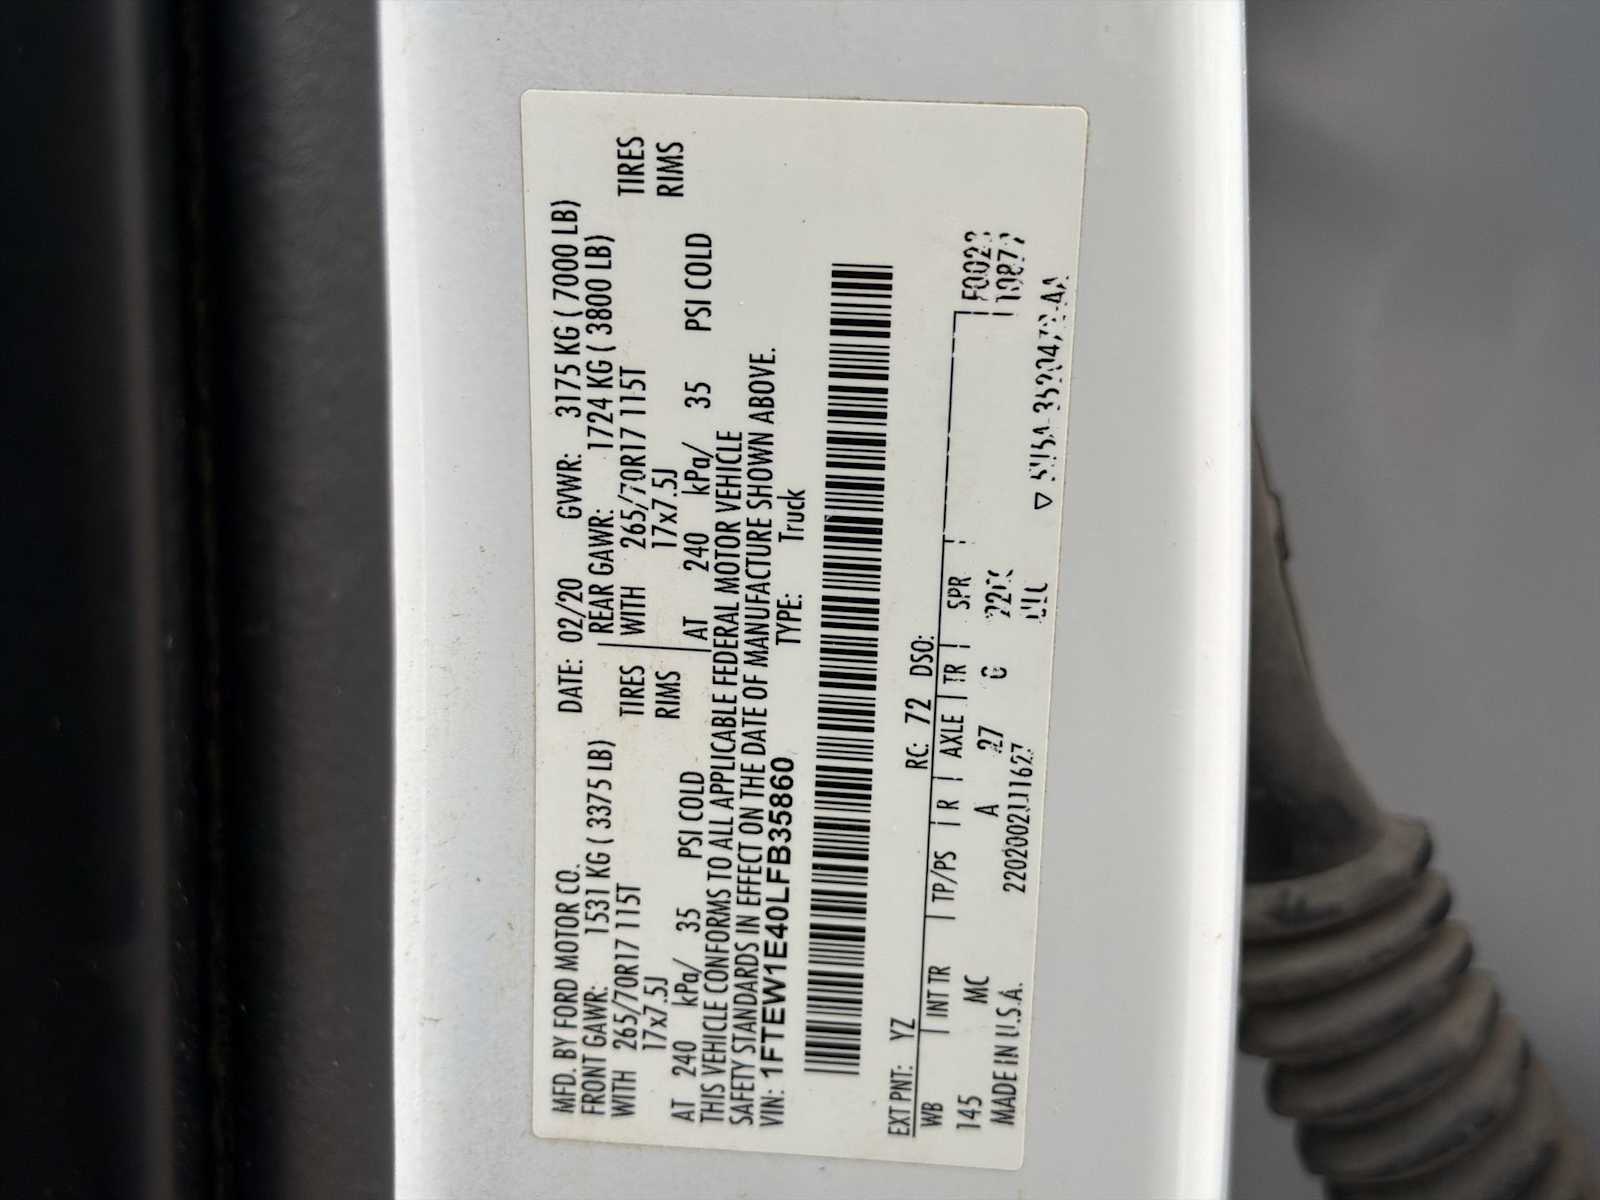 MFD. BY FORD MOTOR CO. DATE: 02/20 GVWR: 3175 KG ( 7000 LB)
FRONT GAWR: 1531 KG ( 3375 LB) REAR GAWR: 1724 KG ( 3800 LB)
WITH 265/70R17 115T TIRES WITH 265/70R17 115T TIRES
17x7.5J RIMS 17x7.5J RIMS
AT 240 kPa/ 35 PSI COLD AT 240 kPa/ 35 PSI COLD
THIS VEHICLE CONFORMS TO ALL APPLICABLE FEDERAL MOTOR VEHICLE
SAFETY STANDARDS IN EFFECT ON THE DATE OF MANUFACTURE SHOWN ABOVE.
VIN: 1FTEW1E40LFB35860 TYPE: Truck
EXT PNT: YZ RC: 72 DSO:
WB INT TR TP/PS R AXLE TR SPR
F0023
145 MC A 27 G
MADE IN U.S.A.